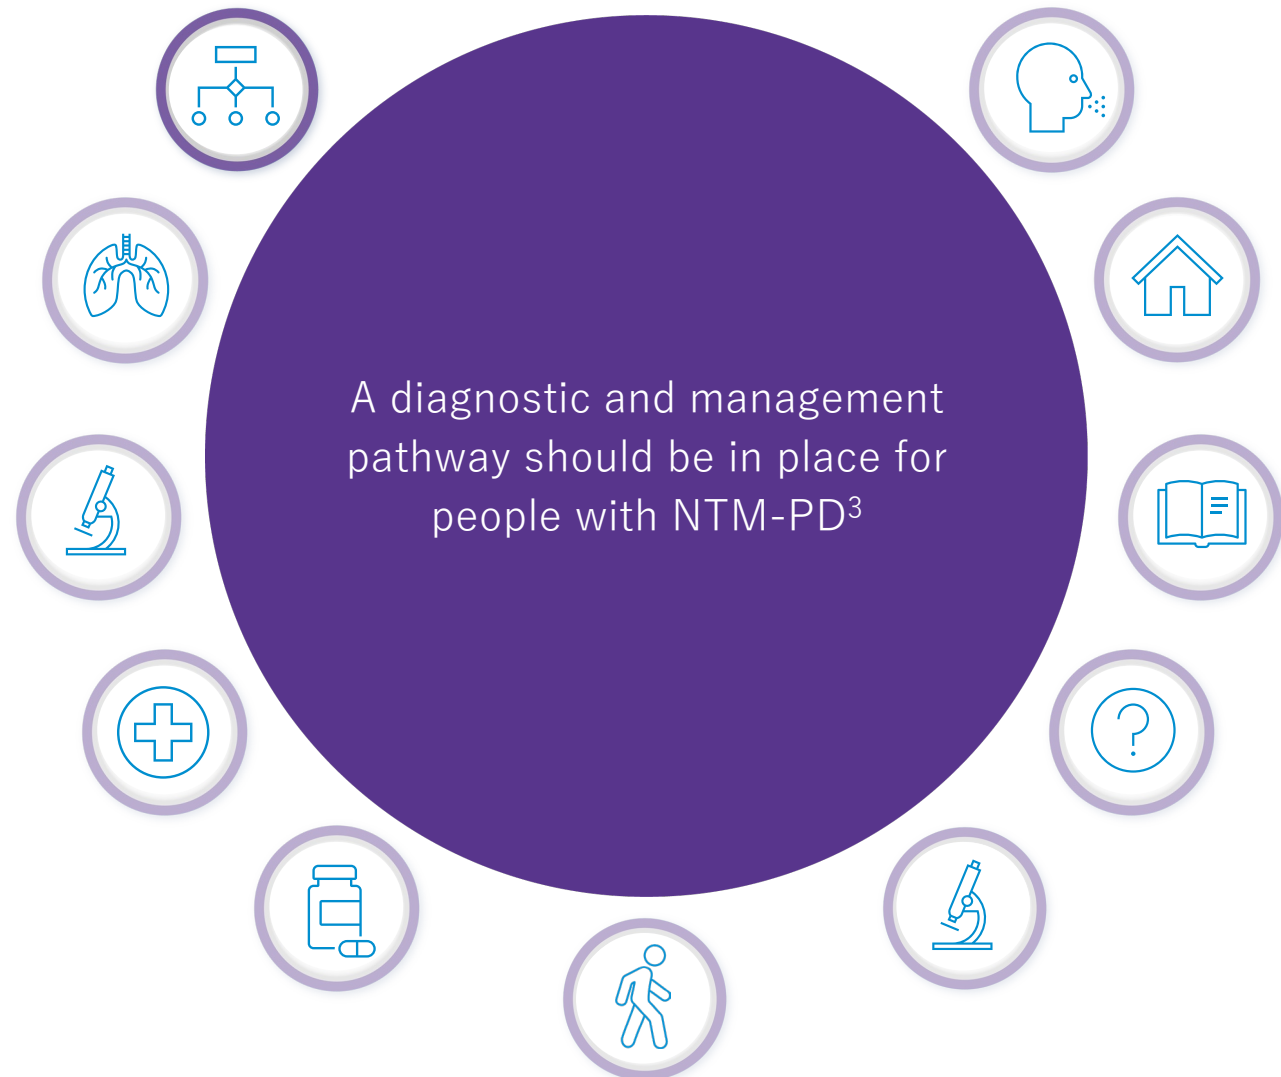 A diagnostic and management
pathway should be in place for
people with NTM-PD³